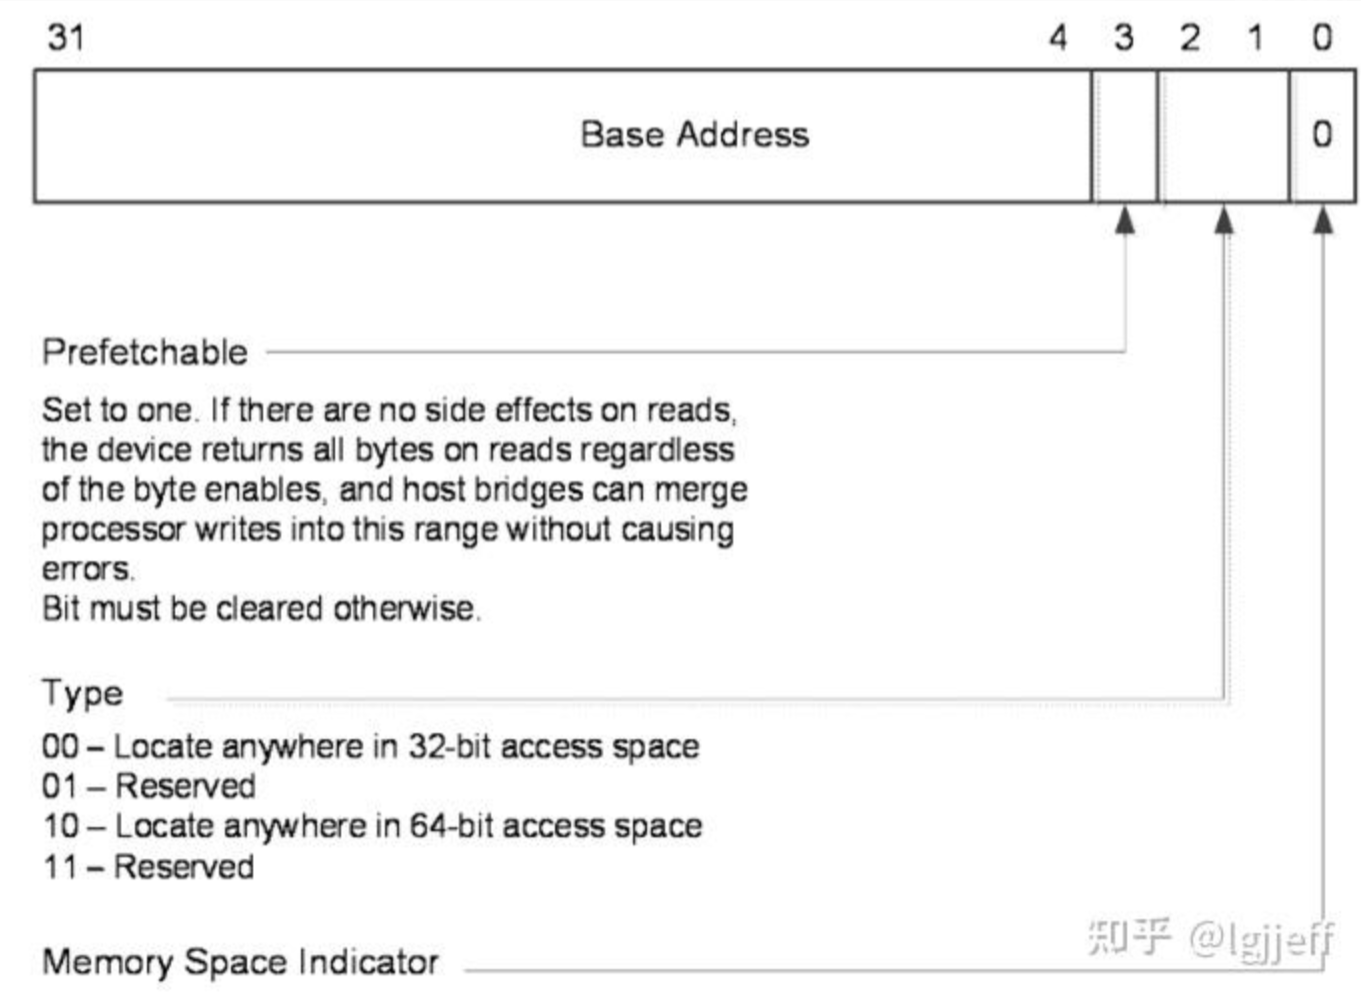 31 4 3 2 1 0
Base Address 0
Prefetchable
Set to one. If there are no side effects on reads,
the device returns all bytes on reads regardless
of the byte enables, and host bridges can merge
processor writes into this range without causing
errors.
Bit must be cleared otherwise.
Type
00 – Locate anywhere in 32-bit access space
01 – Reserved
10 – Locate anywhere in 64-bit access space
11 – Reserved
知乎 @lgjjeff
Memory Space Indicator